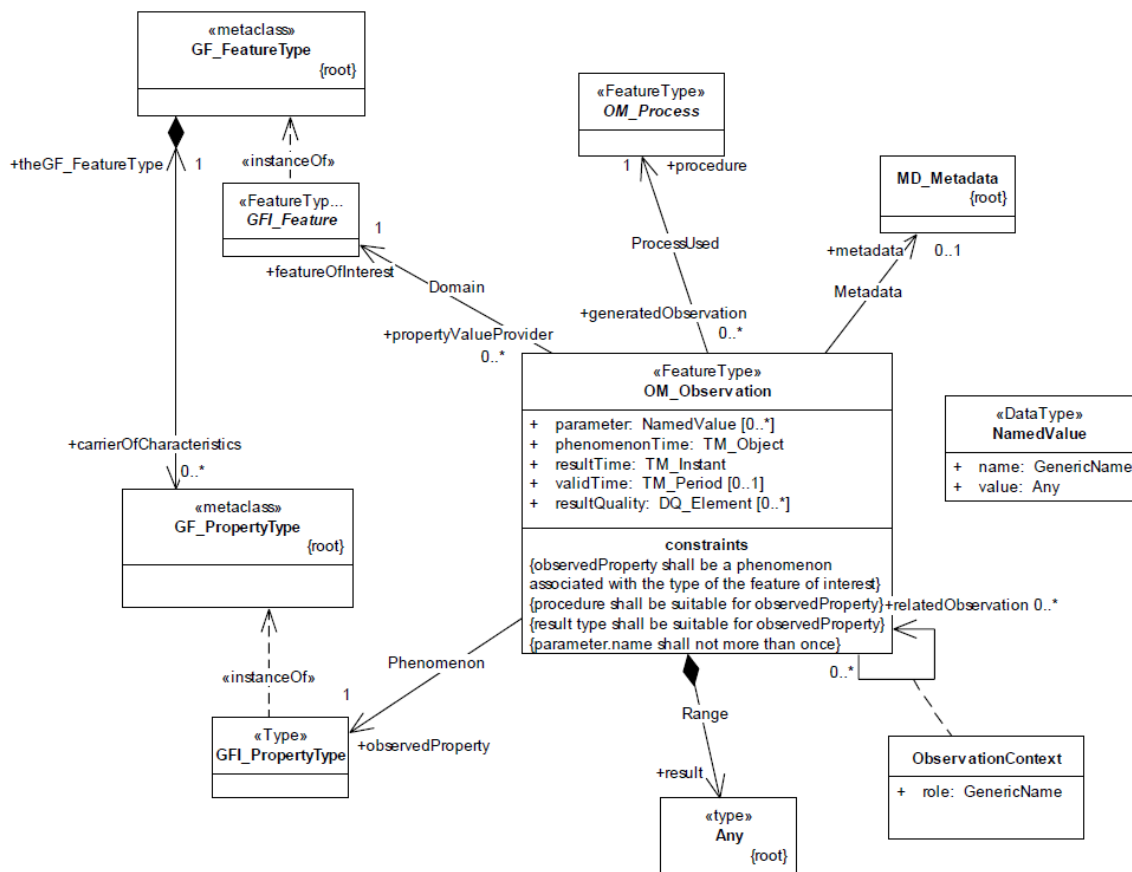 «metaclass»
GF_FeatureType
{root}
«FeatureType»
OM_Process
+theGF_FeatureType
1
«instanceOf»
1
+procedure
MD_Metadata
{root}
«FeatureTyp...
GFI_Feature
1
+featureOfInterest
ProcessUsed
+metadata
0..1
Domain
Metadata
+generatedObservation
0..*
+propertyValueProvider
0..*
«FeatureType»
OM_Observation
+ parameter: NamedValue [0..*]
+ phenomenonTime: TM_Object
+ resultTime: TM_Instant
+ validTime: TM_Period [0..1]
+ resultQuality: DQ_Element [0..*]
constraints
{observedProperty shall be a phenomenon
associated with the type of the feature of interest}
{procedure shall be suitable for observedProperty}
{result type shall be suitable for observedProperty}
{parameter.name shall not more than once}
«DataType»
NamedValue
+ name: GenericName
+ value: Any
+carrierOfCharacteristics
0..*
«metaclass»
GF_PropertyType
{root}
+relatedObservation 0..*
0..*
Phenomenon
«instanceOf»
1
+observedProperty
«Type»
GFI_PropertyType
Range
+result
«type»
Any
{root}
ObservationContext
+ role: GenericName